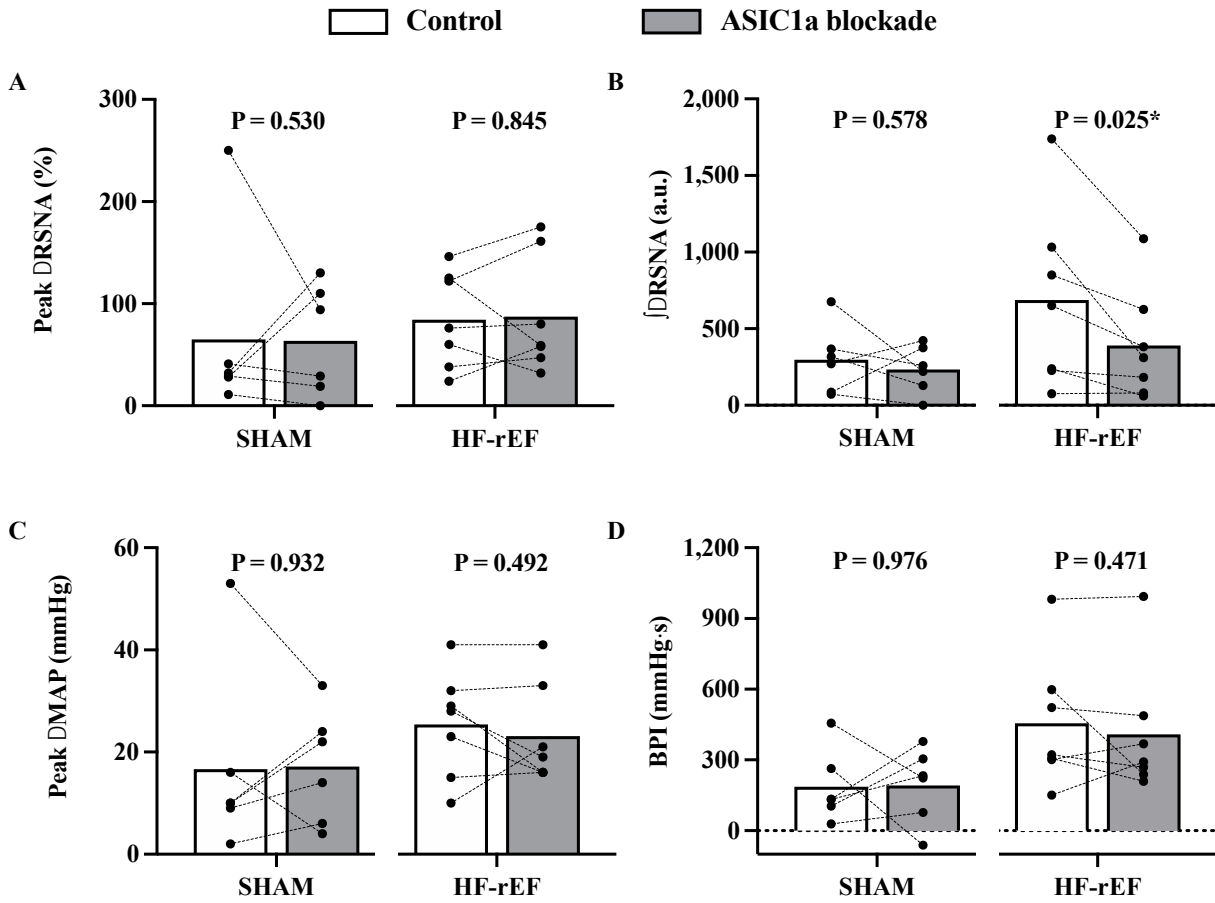 Control ASIC1a blockade
A
Peak DRSNA (%)
300
200
100
0
P = 0.530 P = 0.845
SHAM HF-rEF
B
∫DRSNA (a.u.)
2,000
1,500
1,000
500
0
P = 0.578 P = 0.025*
SHAM HF-rEF
C
Peak DMAP (mmHg)
60
40
20
0
P = 0.932 P = 0.492
SHAM HF-rEF
D
BPI (mmHg·s)
1,200
900
600
300
0
P = 0.976 P = 0.471
SHAM HF-rEF